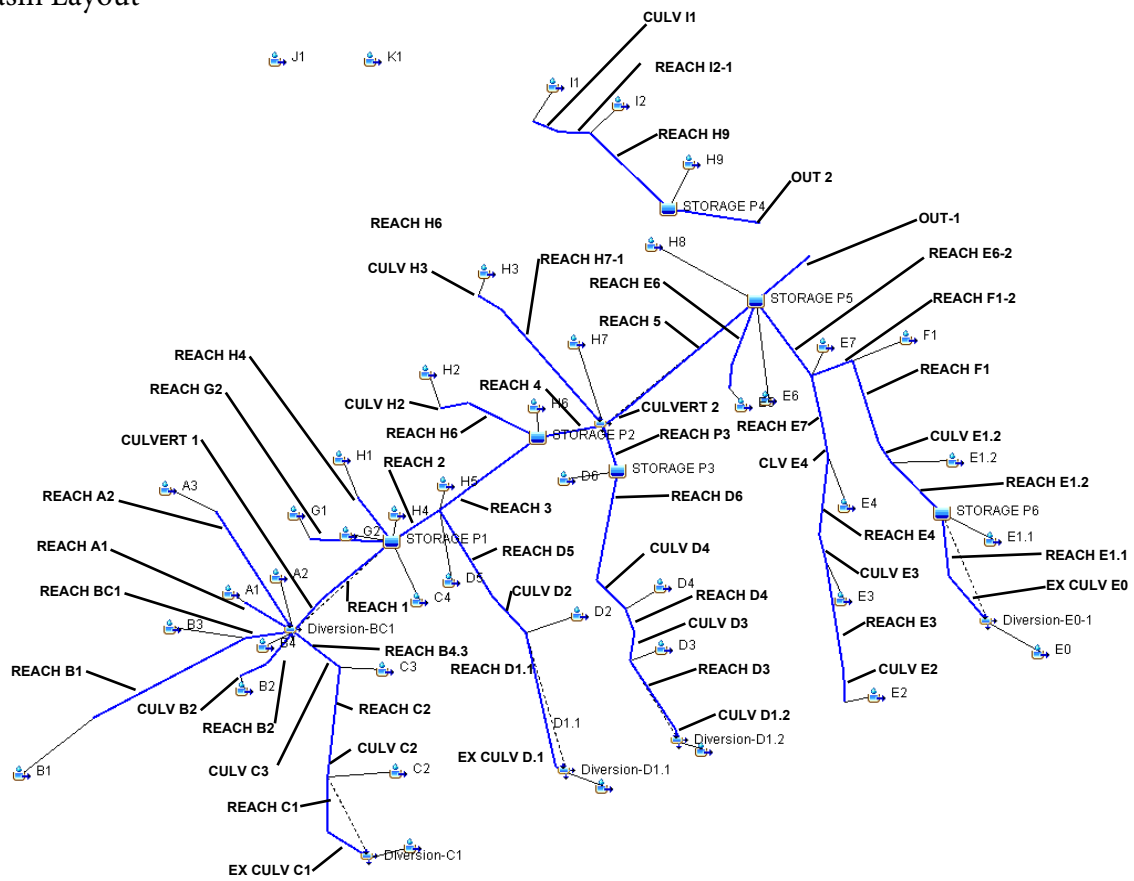 Basin Layout
CULV I1
J1
K1
REACH I2-1
I1
I2
REACH H9
H9
OUT 2
STORAGE P4
OUT-1
REACH H6
H8
REACH E6-2
REACH H7-1
CULV H3
H3
REACH E6
STORAGE P5
REACH F1-2
REACH 5
F1
H7
E7
REACH H4
REACH F1
H2
REACH 4
REACH G2
E6
CULV H2
H6
CULVERT 2
E5
REACH E7
REACH H6
STORAGE P2
REACH P3
CULVERT 1
CULV E1.2
H1
REACH 2
CLV E4
E1.2
STORAGE P3
REACH A2
A3
H5
D6
REACH E1.2
REACH D6
REACH 3
E4
G1
H4
STORAGE P6
G2
REACH E4
STORAGE P1
E1.1
REACH A1
CULV D4
REACH D5
REACH E1.1
CULV E3
A2
D5
D4
REACH BC1
A1
CULV D2
EX CULV E0
C4
REACH D4
E3
REACH 1
D2
B3
Diversion-BC1
CULV D3
REACH E3
Diversion-E0-1
B4
REACH B4.3
D3
E0
REACH B1
C3
REACH D1.1
REACH D3
CULV E2
B2
CULV B2
E2
REACH C2
REACH B2
CULV D1.2
D1.1
Diversion-D1.2
CULV C2
EX CULV D.1
B1
CULV C3
C2
Diversion-D1.1
REACH C1
Diversion-C1
EX CULV C1